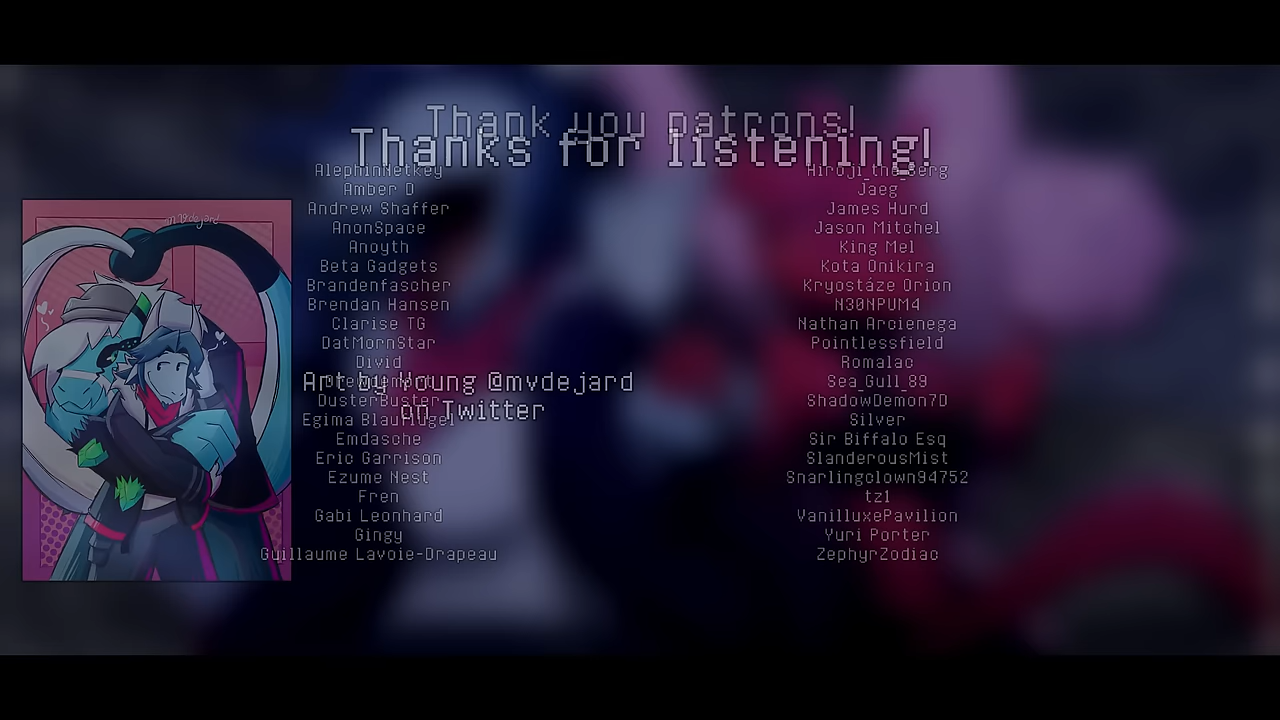 Thank you patrons!
Thanks for listening!
AlephinNetkey
Amber D
Andrew Shaffer
AnonSpace
Anoyth
Beta Gadgets
Brandenfascher
Brendan Hansen
Clarise TG
DatMornStar
Divid
DusterBuster
Egima Blauflügel
Emdasche
Eric Garrison
Ezume Nest
Fren
Gabi Leonhard
Gingy
Guillaume Lavoie-Drapeau
Hiroji_the_Berg
Jaeg
James Hurd
Jason Mitchel
King Mel
Kota Onikira
Kryostáze Orion
N30NPUM4
Nathan Arcienega
Pointlessfield
Romalac
Sea_Gull_89
ShadowDemon7D
Silver
Sir Biffalo Esq
SlanderousMist
Snarlingclown94752
tz1
VanilluxePavilion
Yuri Porter
ZephyrZodiac
Art by Young @mvdejard
on Twitter